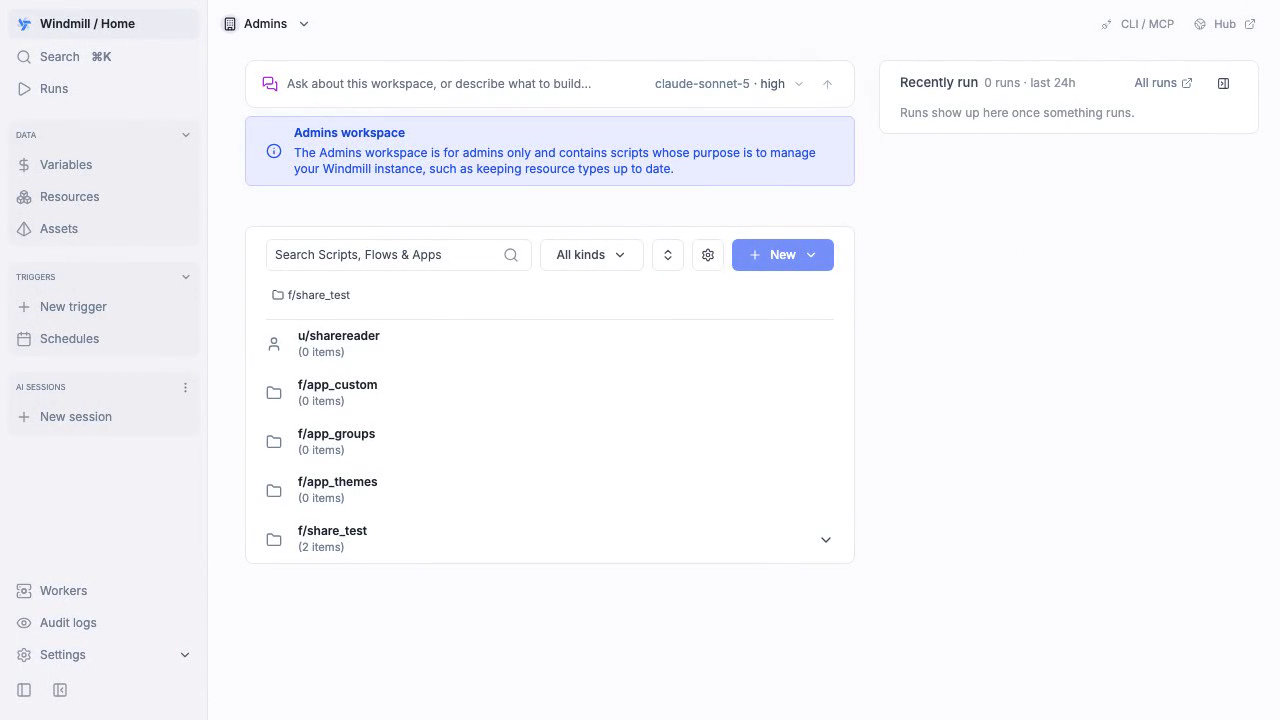 Windmill / Home
Search ⌘K
Runs
DATA
Variables
Resources
Assets
TRIGGERS
New trigger
Schedules
AI SESSIONS
New session
Workers
Audit logs
Settings
Admins
CLI / MCP
Hub
Ask about this workspace, or describe what to build...
claude-sonnet-5 · high
Admins workspace
The Admins workspace is for admins only and contains scripts whose purpose is to manage
your Windmill instance, such as keeping resource types up to date.
Search Scripts, Flows & Apps
All kinds
New
f/share_test
u/sharereader
(0 items)
f/app_custom
(0 items)
f/app_groups
(0 items)
f/app_themes
(0 items)
f/share_test
(2 items)
Recently run 0 runs · last 24h
All runs
Runs show up here once something runs.